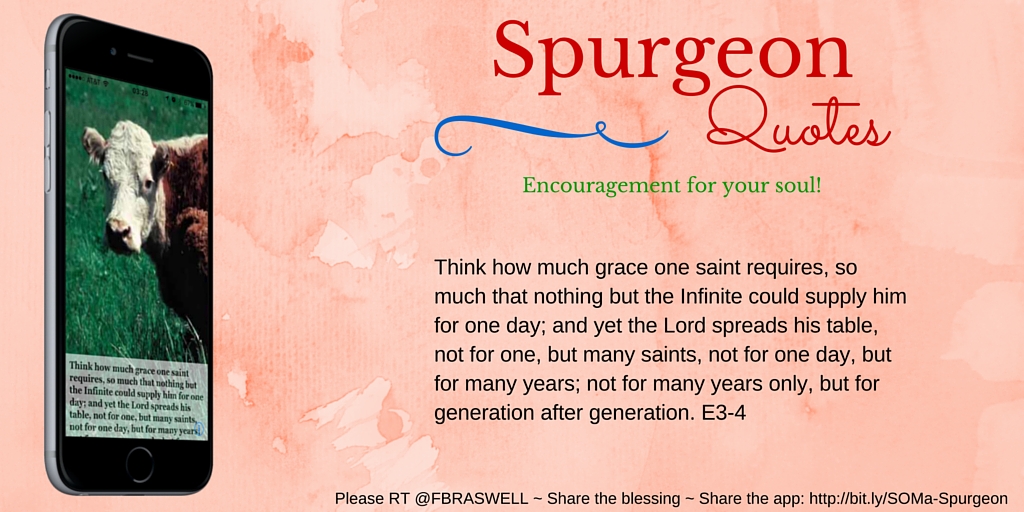 AT&T
Think how much grace one saint
requires, so much that nothing but
the Infinite could supply him for one
day; and yet the Lord spreads his
table, not for one, but many saints,
not for one day, but for many years;
Spurgeon
Quotes
Encouragement for your soul!
Think how much grace one saint requires, so
much that nothing but the Infinite could supply him
for one day; and yet the Lord spreads his table,
not for one, but many saints, not for one day, but
for many years; not for many years only, but for
generation after generation. E3-4
Please RT @FBRASWELL ~ Share the blessing ~ Share the app: http://bit.ly/SOMa-Spurgeon